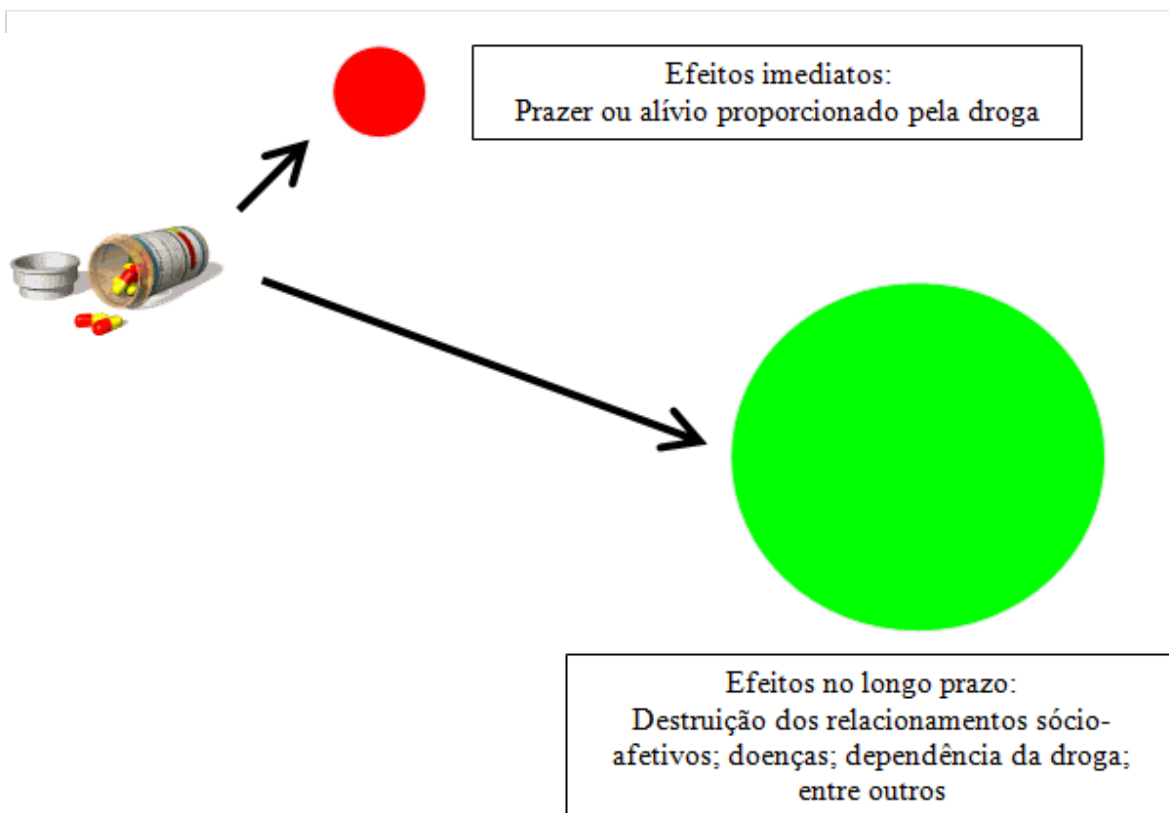 Efeitos imediatos:
Prazer ou alívio proporcionado pela droga
Efeitos no longo prazo:
Destruição dos relacionamentos sócio-
afetivos; doenças; dependência da droga;
entre outros